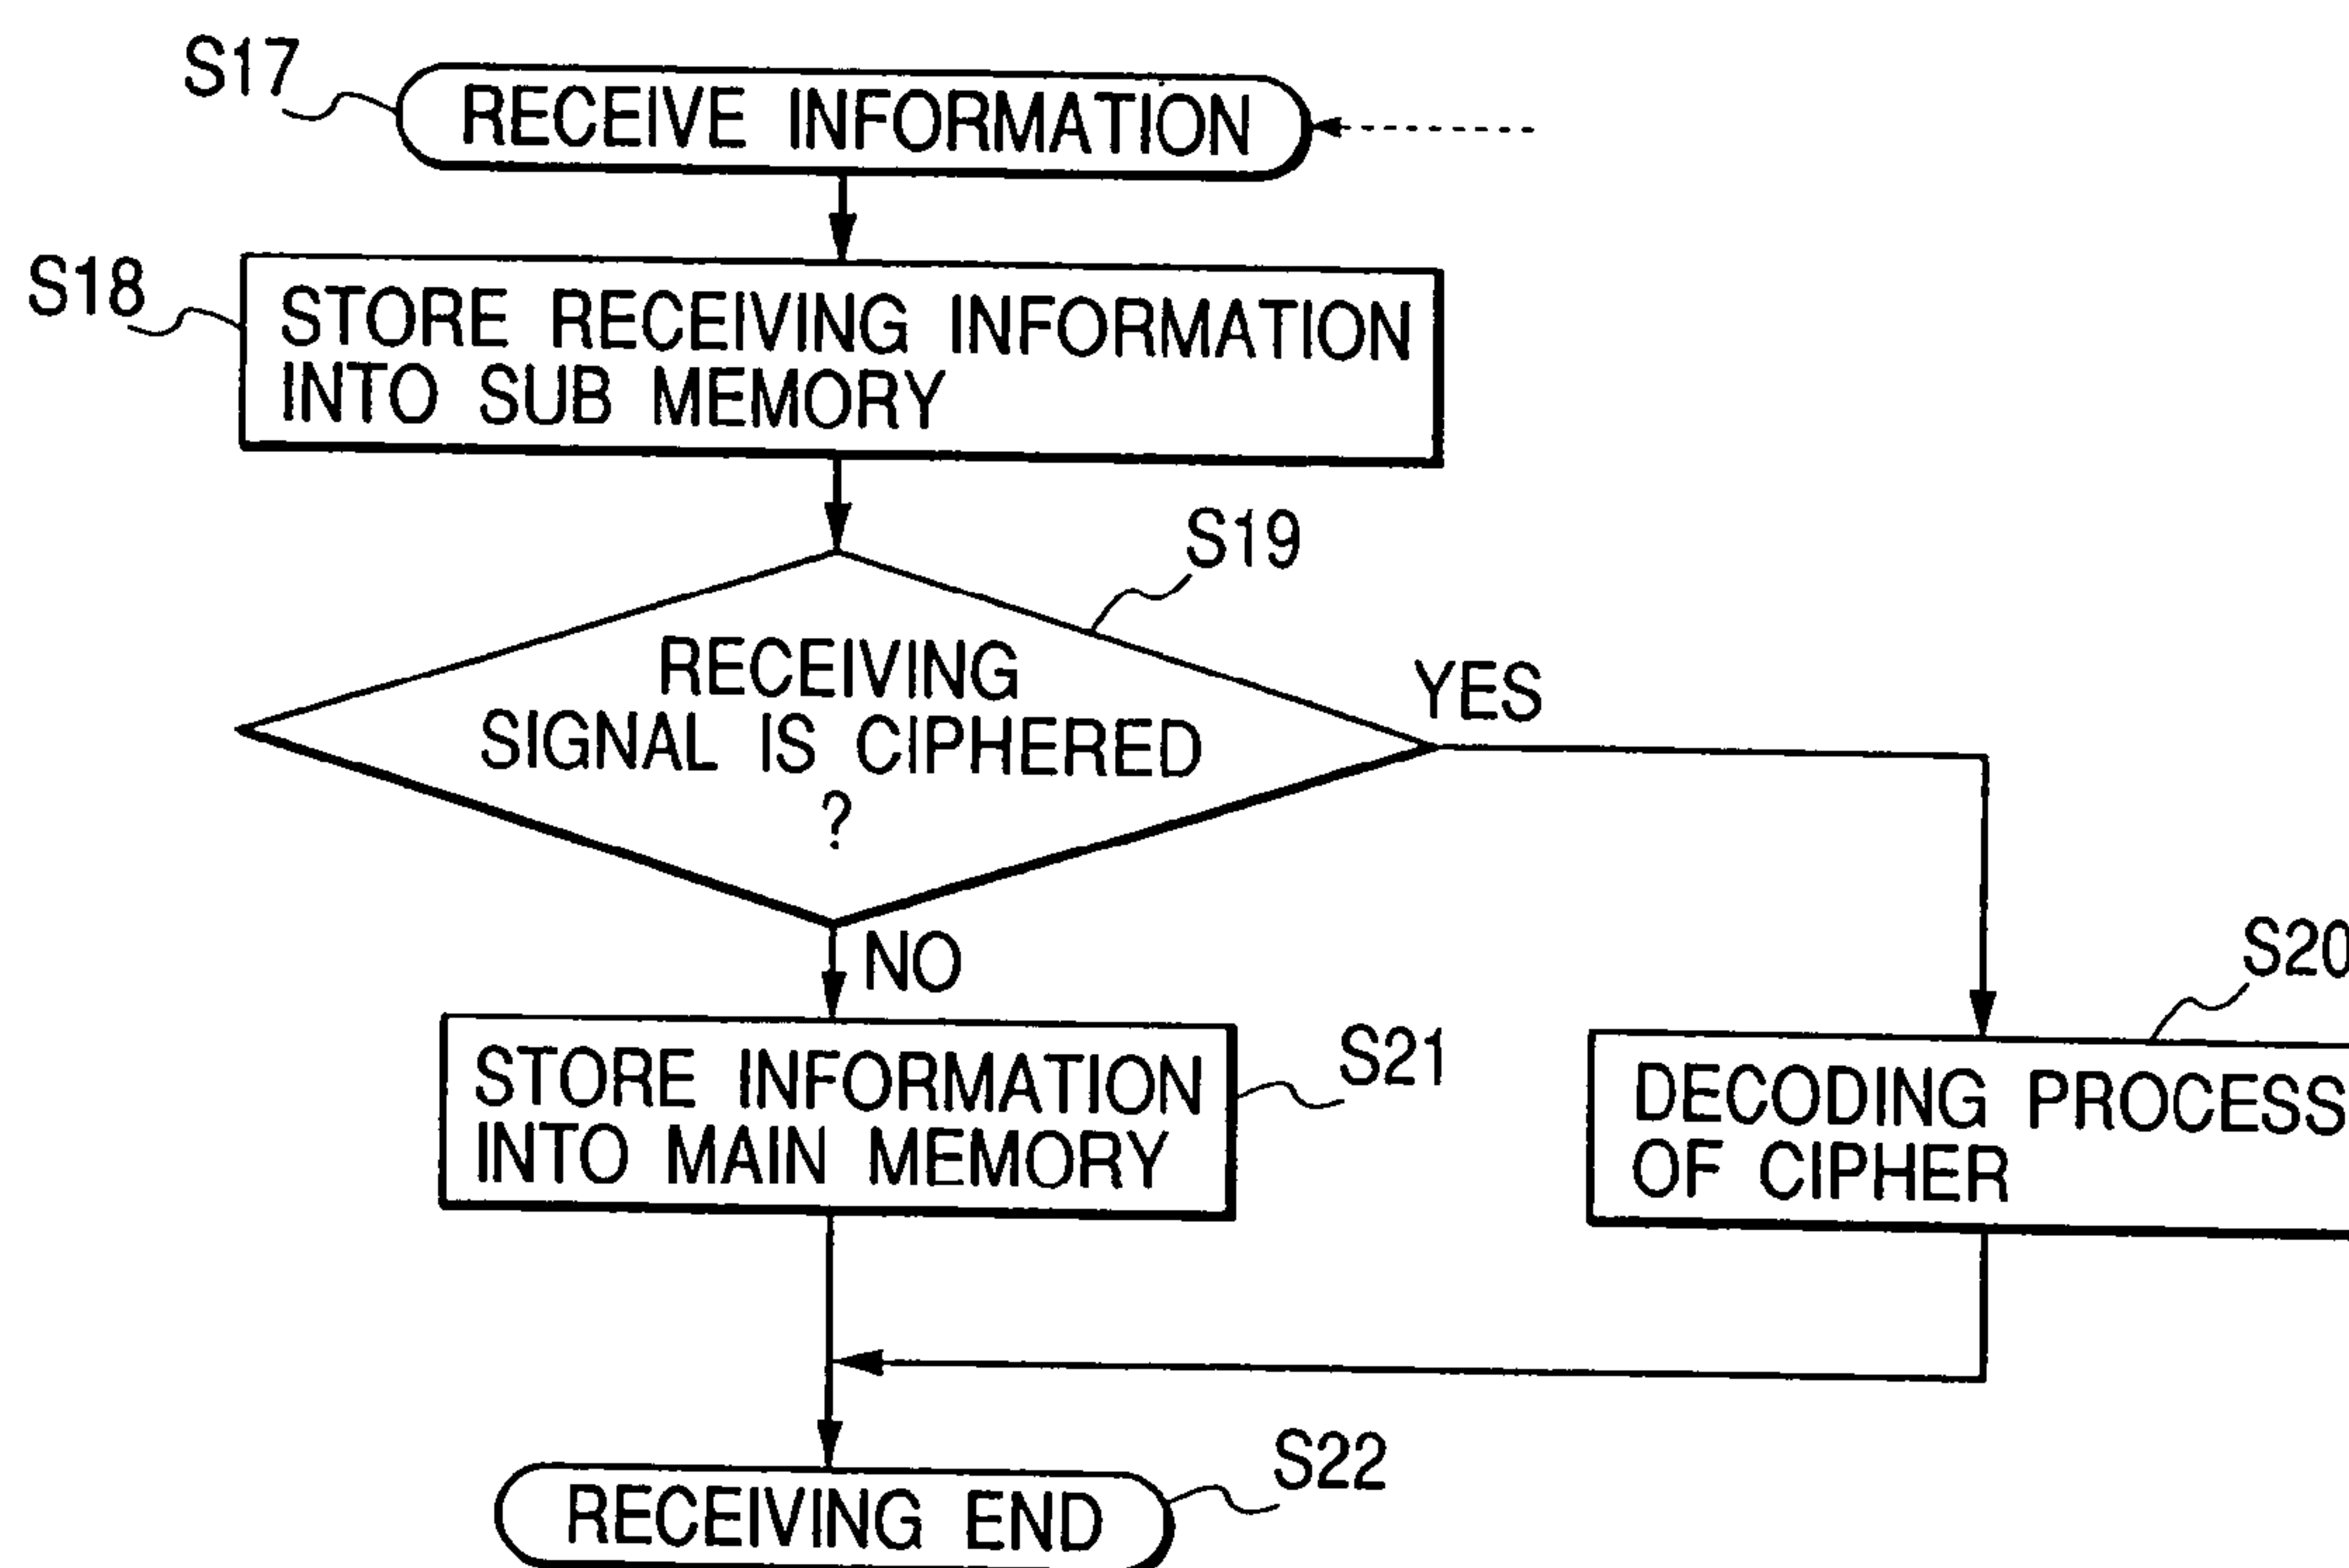 S17
RECEIVE INFORMATION
S18
STORE RECEIVING INFORMATION
INTO SUB MEMORY
S19
RECEIVING
SIGNAL IS CIPHERED
?
YES
NO
S20
S21
STORE INFORMATION
INTO MAIN MEMORY
DECODING PROCESS
OF CIPHER
S22
RECEIVING END